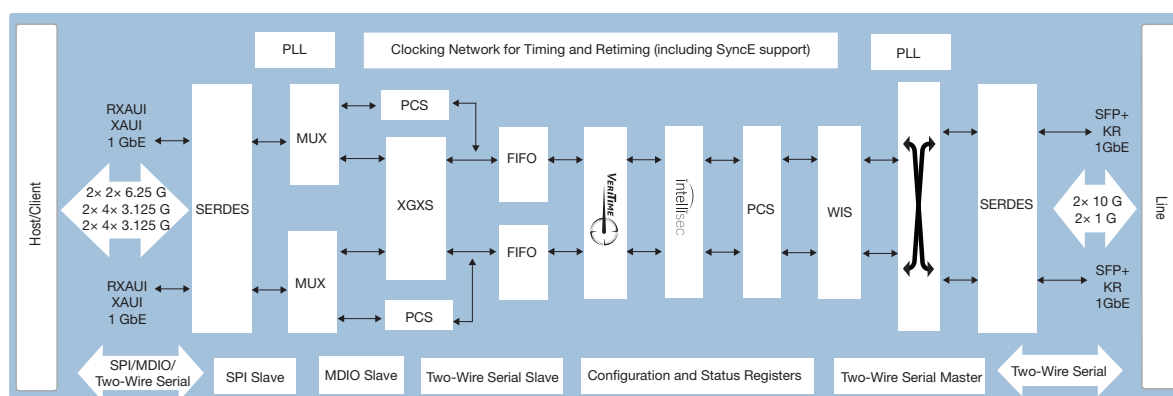 PLL
Clocking Network for Timing and Retiming (including SyncE support)
PLL
Host/Client
RXAUI
XAUI
1 GbE
2× 2× 6.25 G
2× 4× 3.125 G
2× 4× 3.125 G
RXAUI
XAUI
1 GbE
SERDES
MUX
MUX
PCS
XGXS
PCS
FIFO
FIFO
VERITIME
intellisec
PCS
WIS
SERDES
SFP+
KR
1GbE
2× 10 G
2× 1 G
SFP+
KR
1GbE
Line
SPI/MDIO/
Two-Wire Serial
SPI Slave
MDIO Slave
Two-Wire Serial Slave
Configuration and Status Registers
Two-Wire Serial Master
Two-Wire Serial